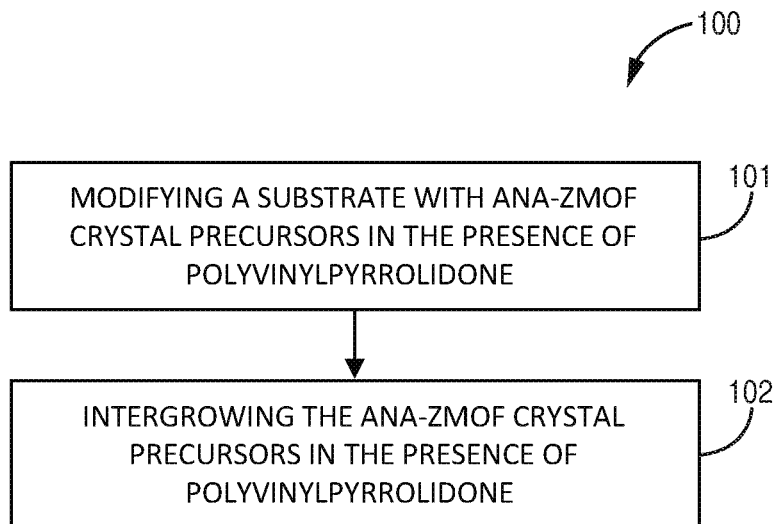 100
MODIFYING A SUBSTRATE WITH ANA-ZMOF
CRYSTAL PRECURSORS IN THE PRESENCE OF
POLYVINYLPYRROLIDONE
101
INTERGROWING THE ANA-ZMOF CRYSTAL
PRECURSORS IN THE PRESENCE OF
POLYVINYLPYRROLIDONE
102